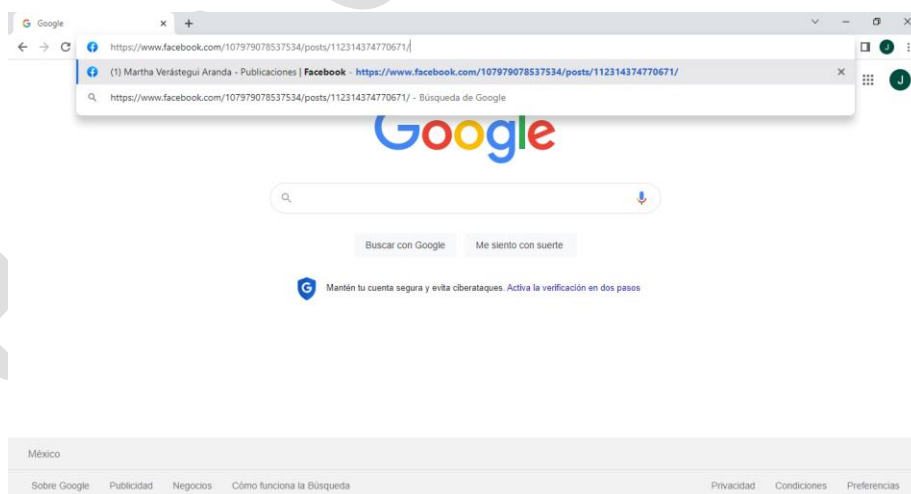 Google
https://www.facebook.com/107979078537534/posts/112314374770671/
J
(1) Martha Verástegui Aranda - Publicaciones | Facebook - https://www.facebook.com/107979078537534/posts/112314374770671/
J
https://www.facebook.com/107979078537534/posts/112314374770671/ - Búsqueda de Google
Google
Buscar con Google Me siento con suerte
G Mantén tu cuenta segura y evita ciberataques. Activa la verificación en dos pasos
México
Sobre Google Publicidad Negocios Cómo funciona la Búsqueda Privacidad Condiciones Preferencias